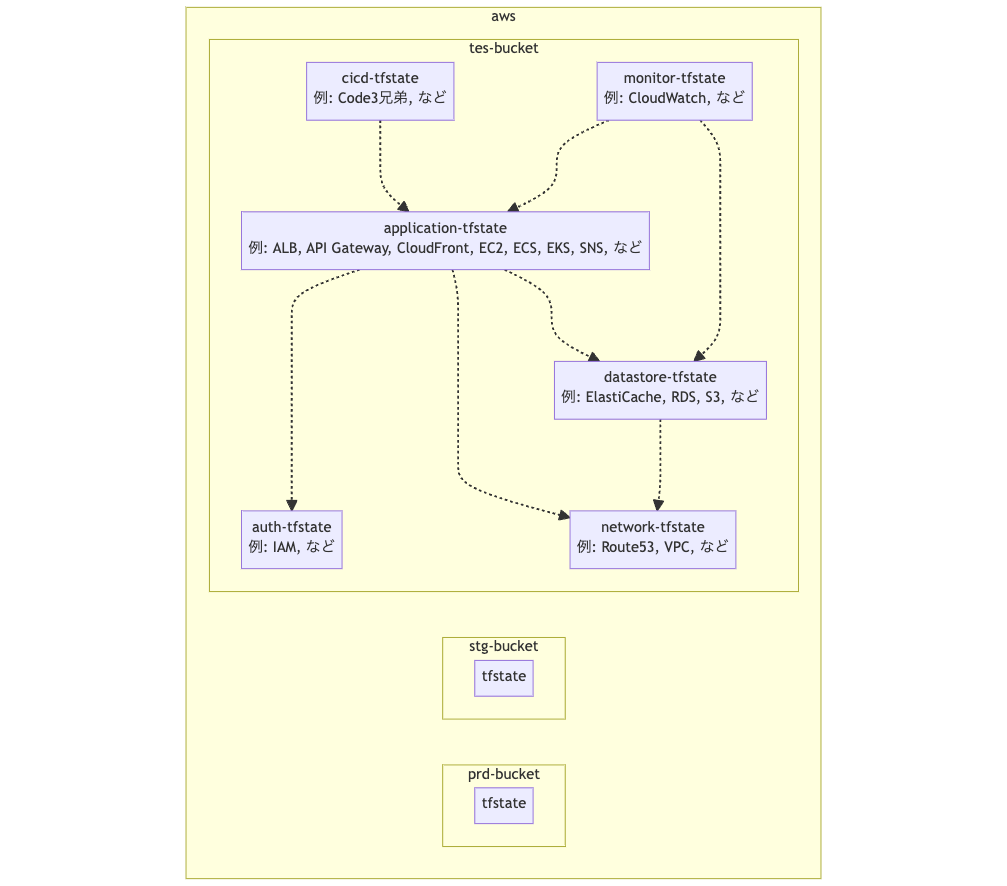 aws
tes-bucket
cicd-tfstate
例: Code3兄弟, など
monitor-tfstate
例: CloudWatch, など
application-tfstate
例: ALB, API Gateway, CloudFront, EC2, ECS, EKS, SNS, など
datastore-tfstate
例: ElastiCache, RDS, S3, など
auth-tfstate
例: IAM, など
network-tfstate
例: Route53, VPC, など
stg-bucket
tfstate
prd-bucket
tfstate